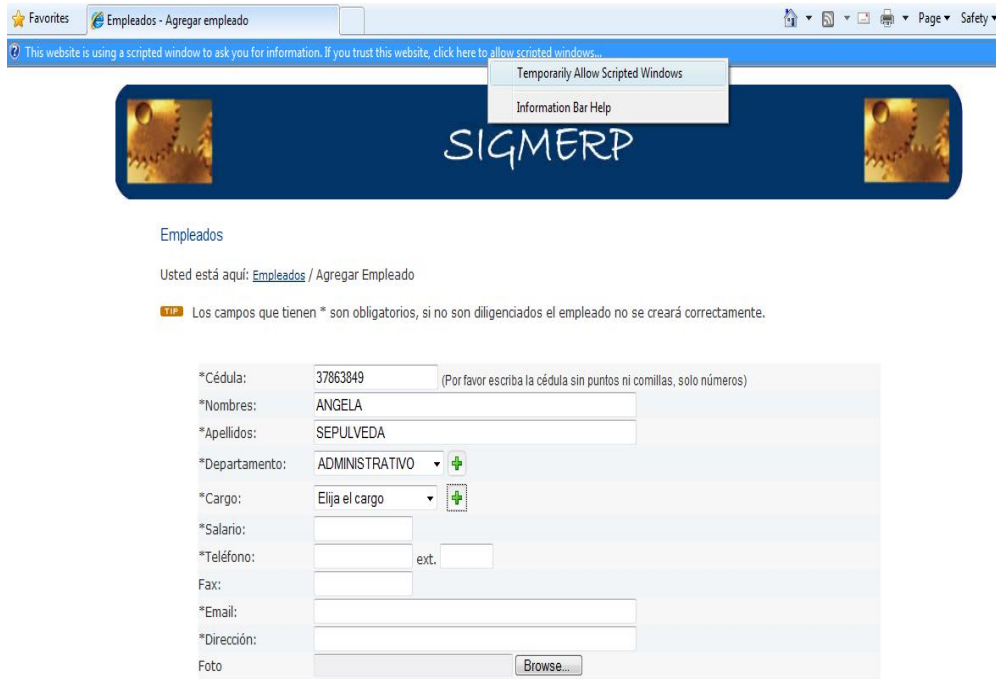 Favorites
Empleados - Agregar empleado
Page Safety
This website is using a scripted window to ask you for information. If you trust this website, click here to allow scripted windows...
Temporarily Allow Scripted Windows
Information Bar Help
SIGMERP
Empleados
Usted está aquí: Empleados / Agregar Empleado
TIP Los campos que tienen * son obligatorios, si no son diligenciados el empleado no se creará correctamente.
*Cédula: 37863849 (Por favor escriba la cédula sin puntos ni comillas, solo números)
*Nombres: ANGELA
*Apellidos: SEPULVEDA
*Departamento: ADMINISTRATIVO
*Cargo: Elija el cargo
*Salario:
*Teléfono: ext.
Fax:
*Email:
*Dirección:
Foto Browse...